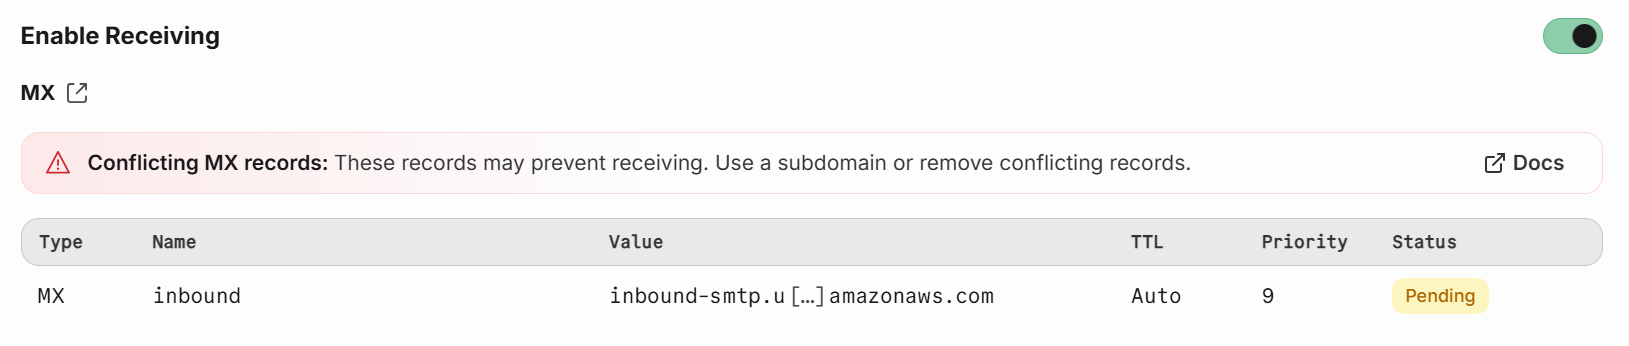 Enable Receiving
MX
Conflicting MX records: These records may prevent receiving. Use a subdomain or remove conflicting records. Docs
Type Name Value TTL Priority Status
MX inbound inbound-smtp.u[...]amazonaws.com Auto 9 Pending